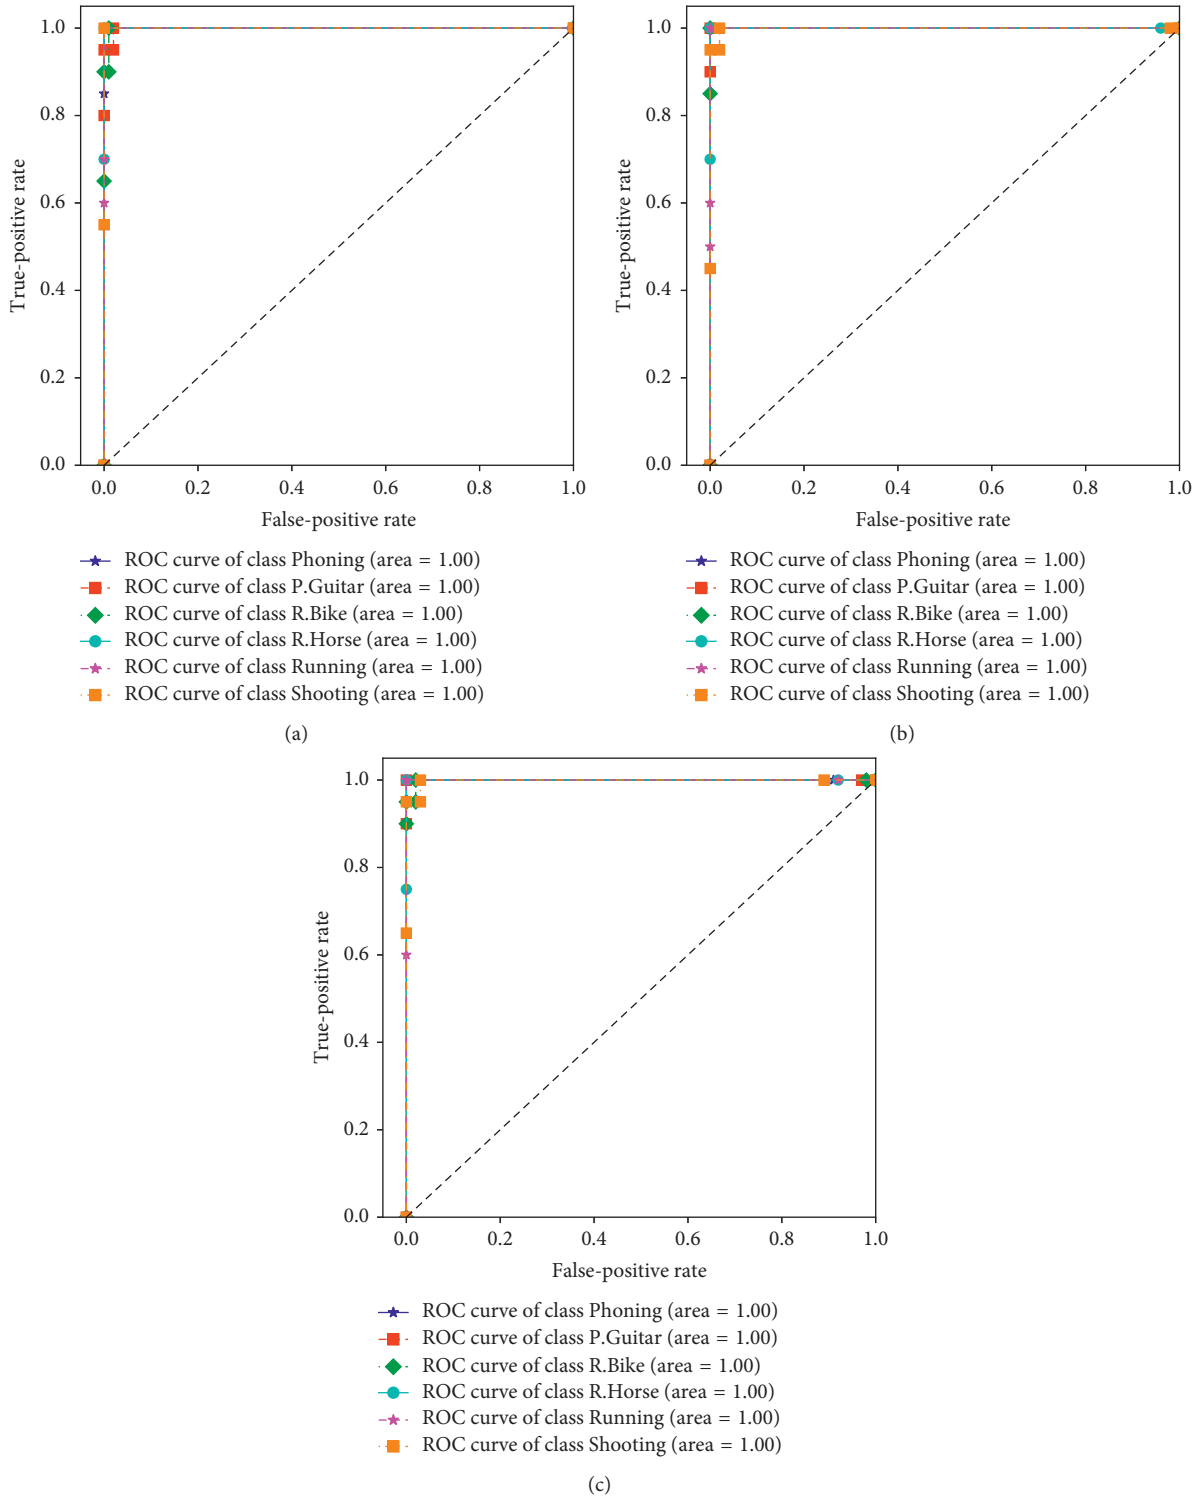 1.0
0.8
0.6
0.4
0.2
0.0
True-positive rate
0.0 0.2 0.4 0.6 0.8 1.0
False-positive rate
ROC curve of class Phoning (area = 1.00)
ROC curve of class P.Guitar (area = 1.00)
ROC curve of class R.Bike (area = 1.00)
ROC curve of class R.Horse (area = 1.00)
ROC curve of class Running (area = 1.00)
ROC curve of class Shooting (area = 1.00)
(a)
1.0
0.8
0.6
0.4
0.2
0.0
True-positive rate
0.0 0.2 0.4 0.6 0.8 1.0
False-positive rate
ROC curve of class Phoning (area = 1.00)
ROC curve of class P.Guitar (area = 1.00)
ROC curve of class R.Bike (area = 1.00)
ROC curve of class R.Horse (area = 1.00)
ROC curve of class Running (area = 1.00)
ROC curve of class Shooting (area = 1.00)
(b)
1.0
0.8
0.6
0.4
0.2
0.0
True-positive rate
0.0 0.2 0.4 0.6 0.8 1.0
False-positive rate
ROC curve of class Phoning (area = 1.00)
ROC curve of class P.Guitar (area = 1.00)
ROC curve of class R.Bike (area = 1.00)
ROC curve of class R.Horse (area = 1.00)
ROC curve of class Running (area = 1.00)
ROC curve of class Shooting (area = 1.00)
(c)